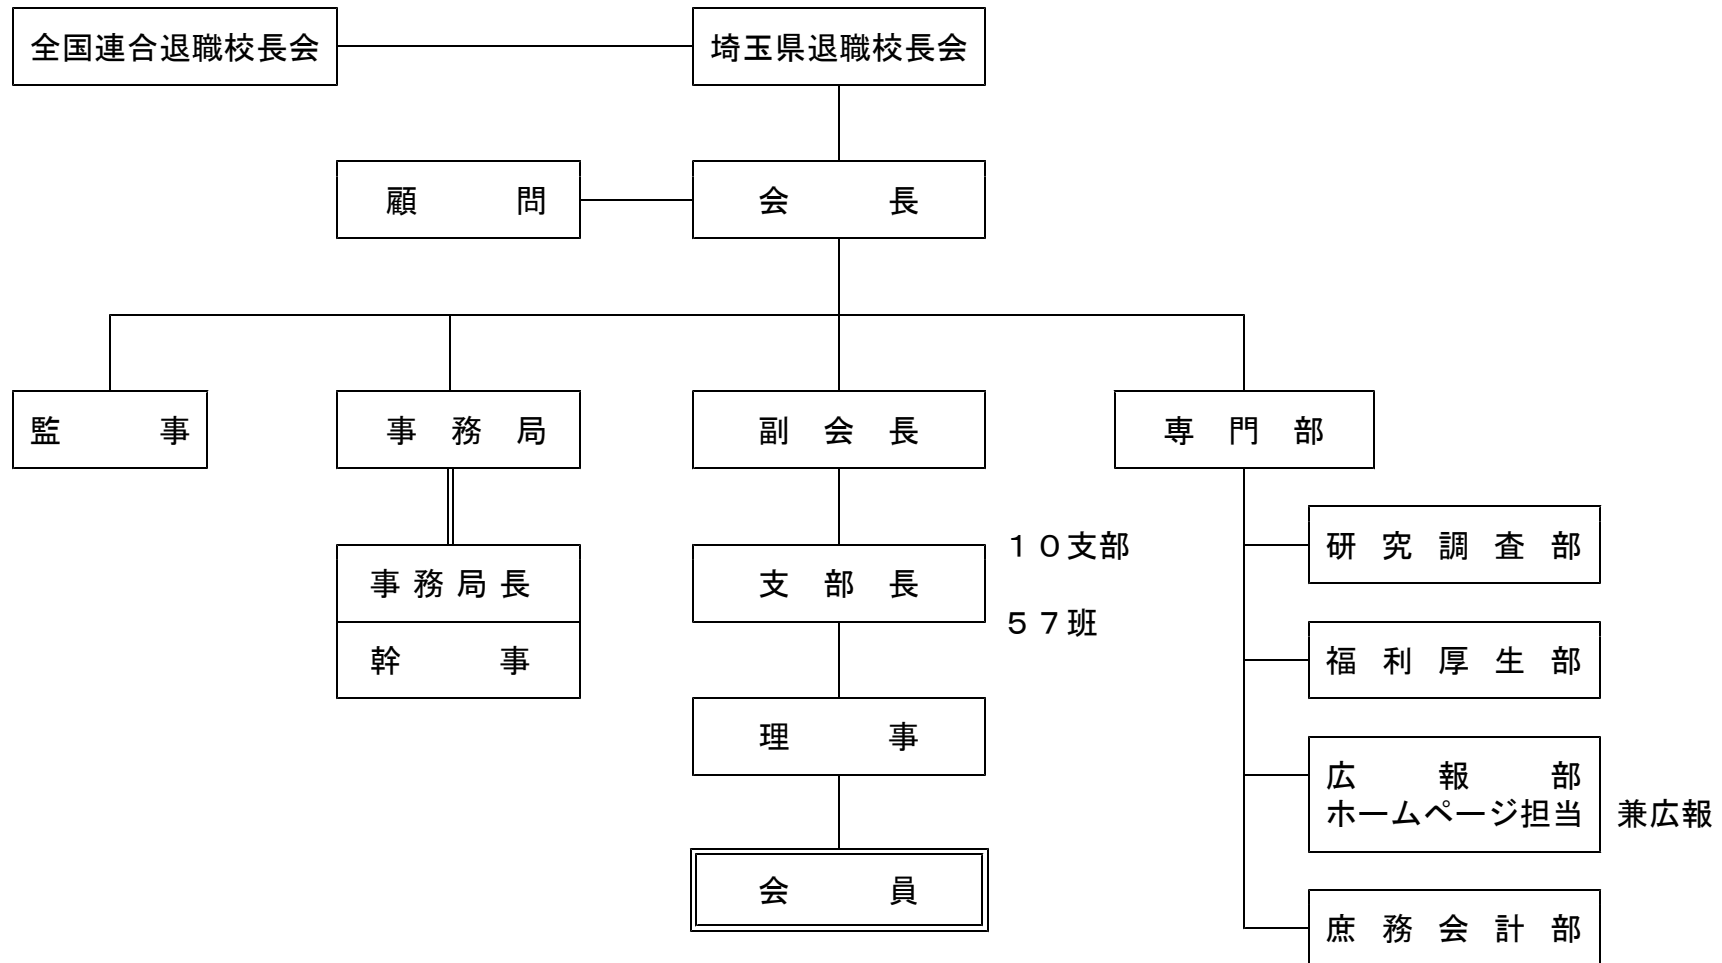 全国連合退職校長会
埼玉県退職校長会
顧問
会長
監事
事務局
副会長
専門部
事務局長
幹事
支部長
１０支部
５７班
理事
会員
研究調査部
福利厚生部
広報部
ホームページ担当
兼広報
庶務会計部